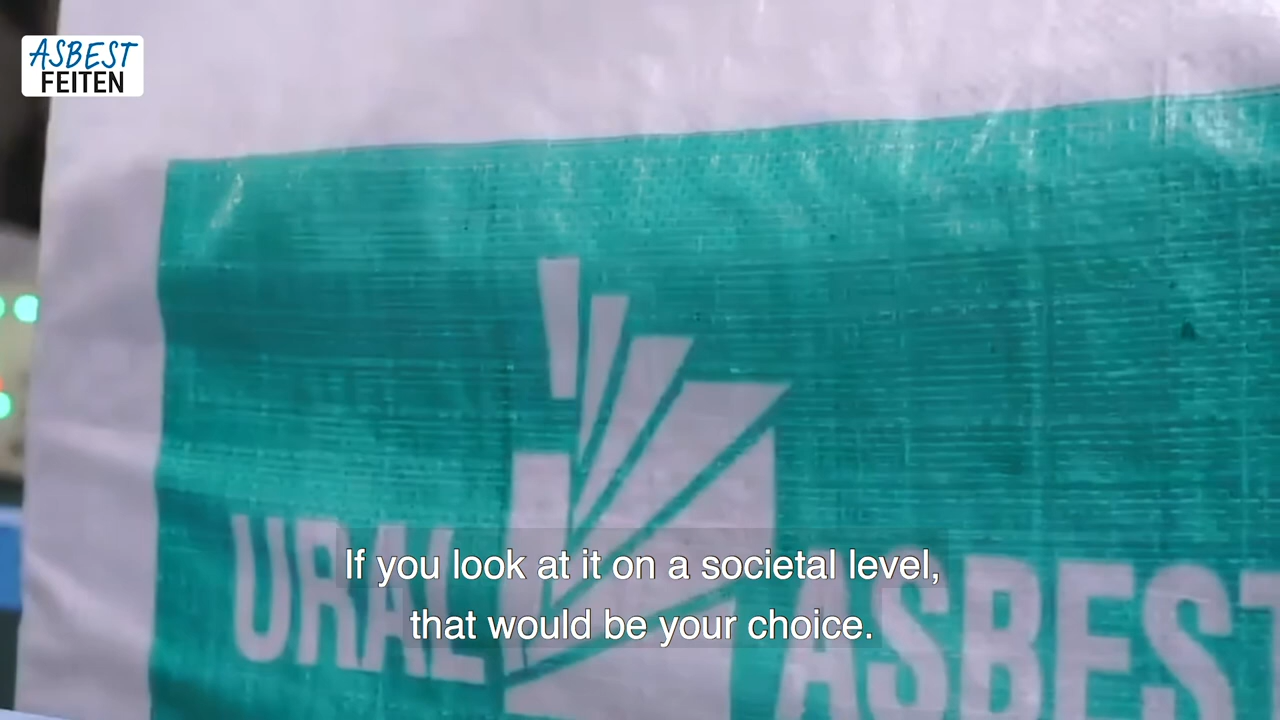 ASBEST
FEITEN
URAL ASBEST
If you look at it on a societal level,
that would be your choice.